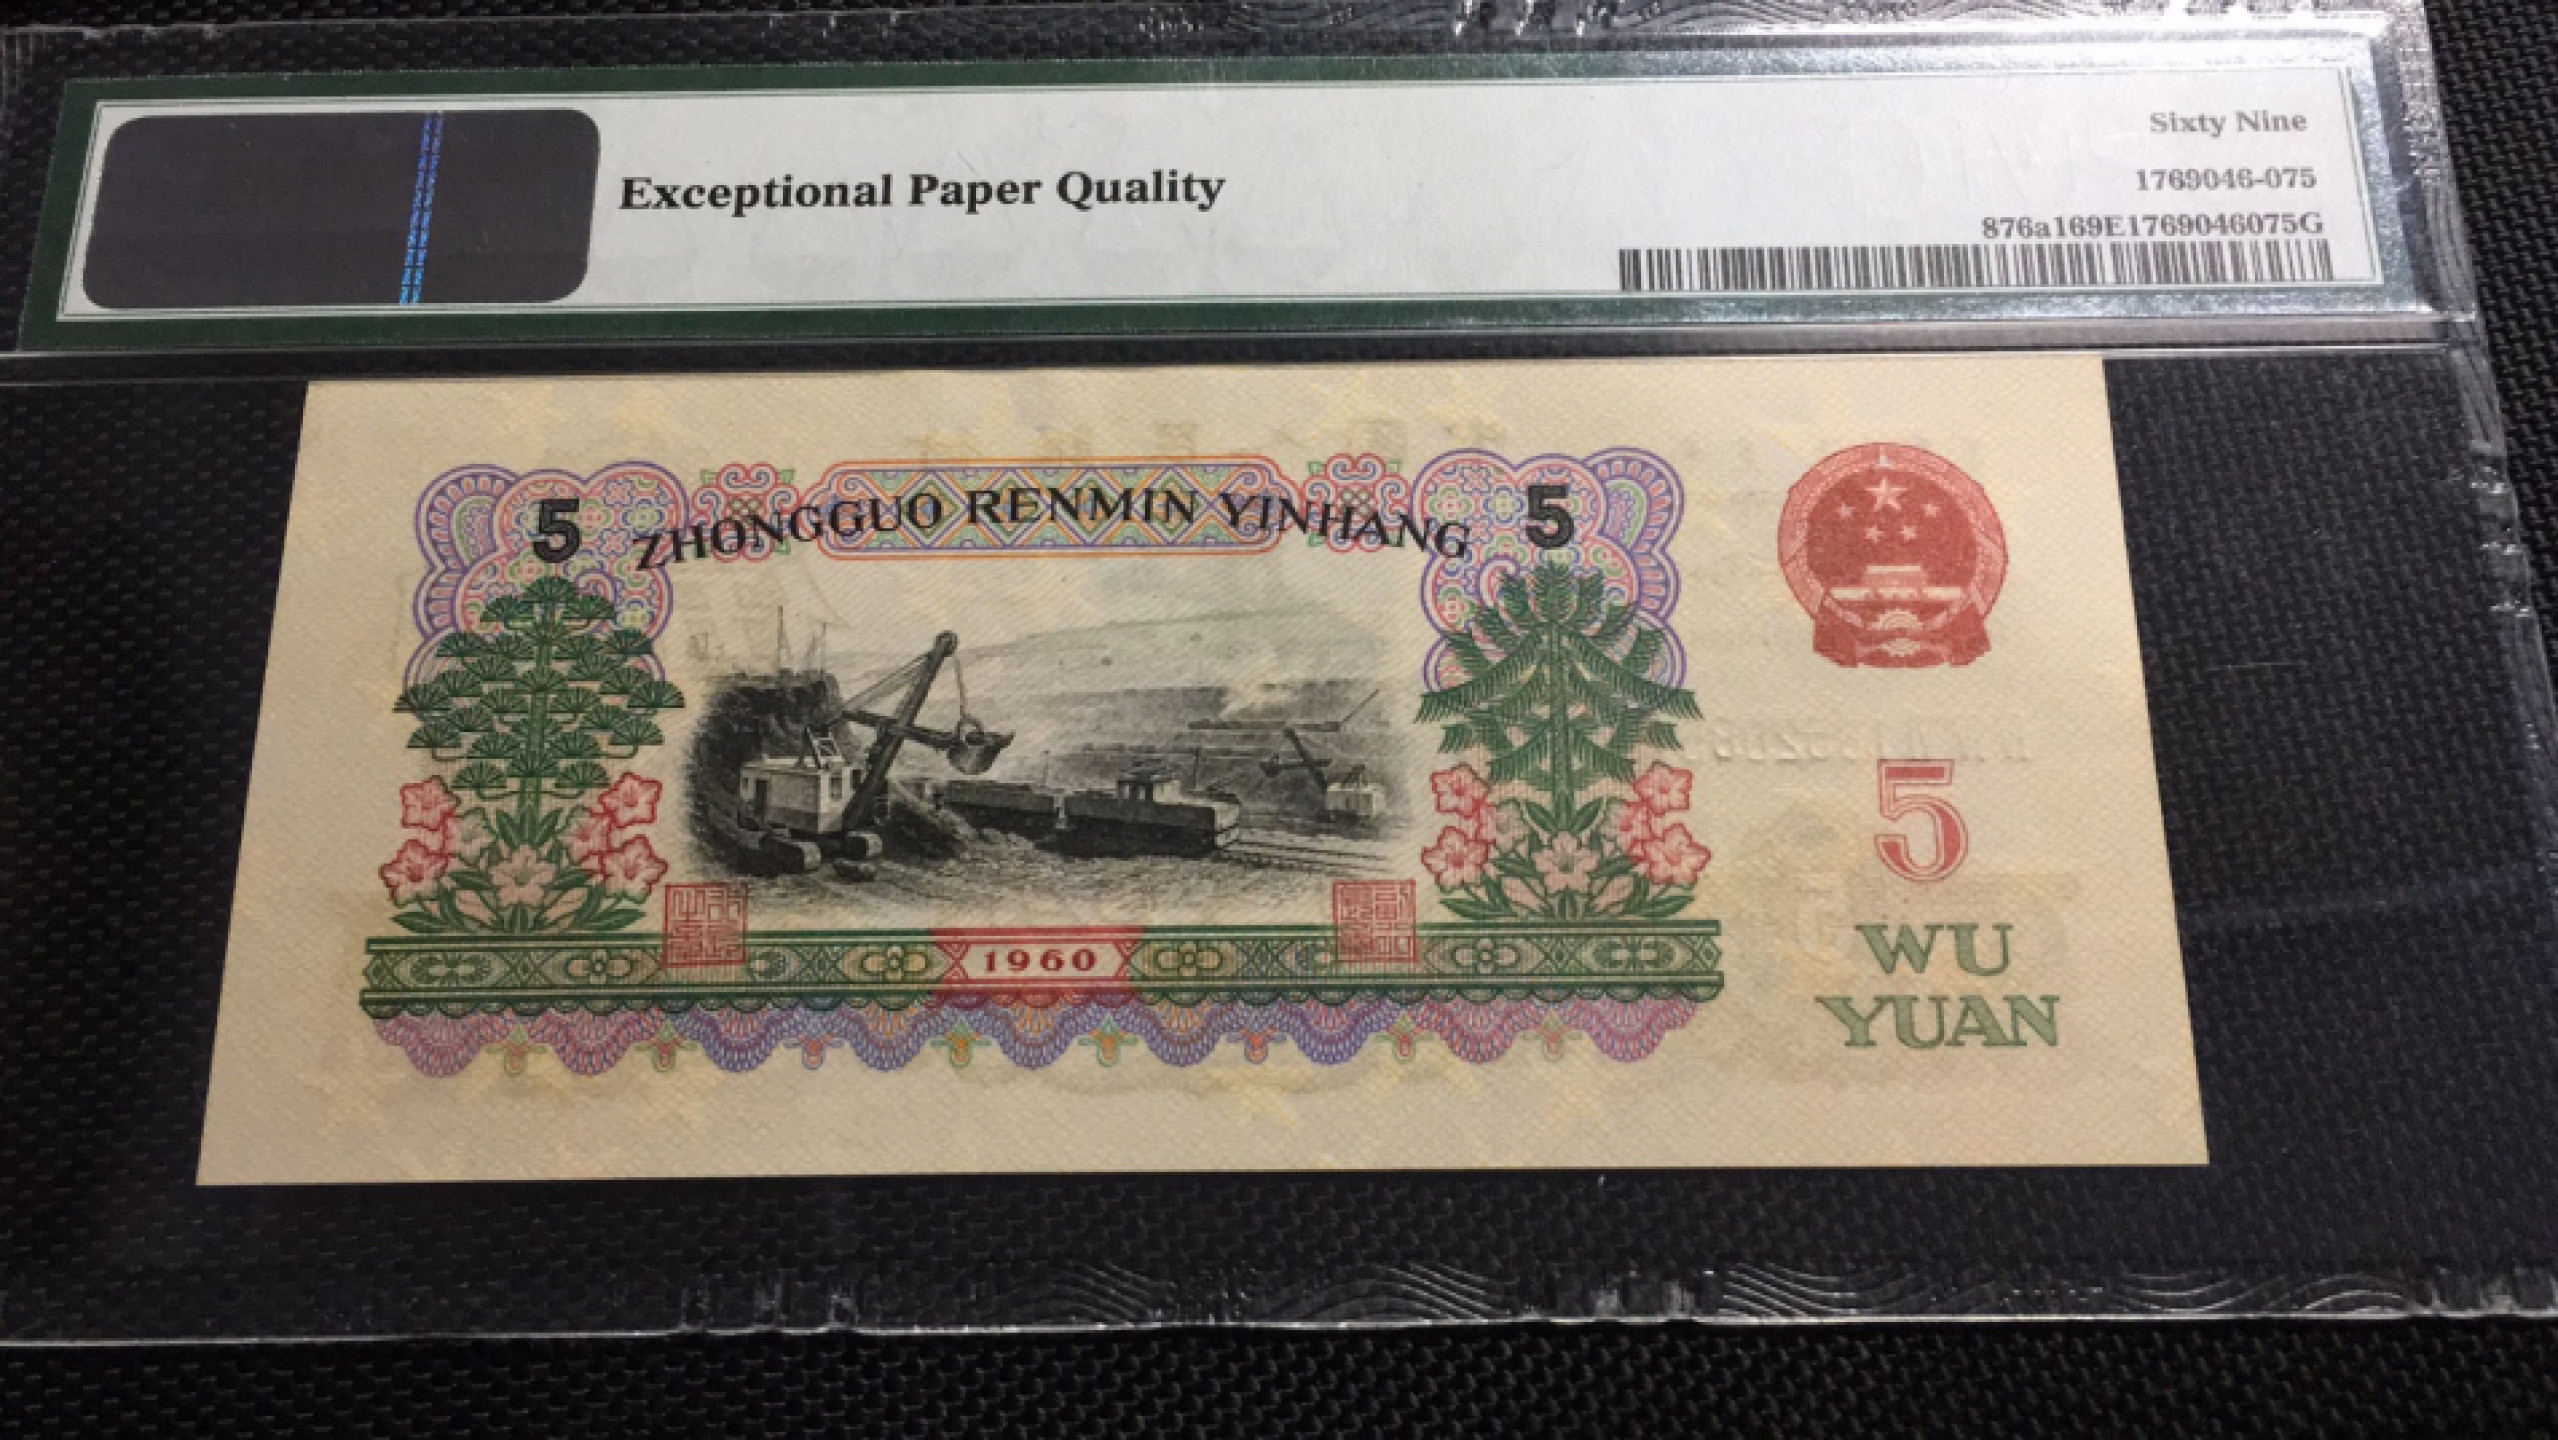 Exceptional Paper Quality
Sixty Nine
1769046-075
876a169E1769046075G
5 ZHONGGUO RENMIN YINHANG 5
5
1960
WU
YUAN